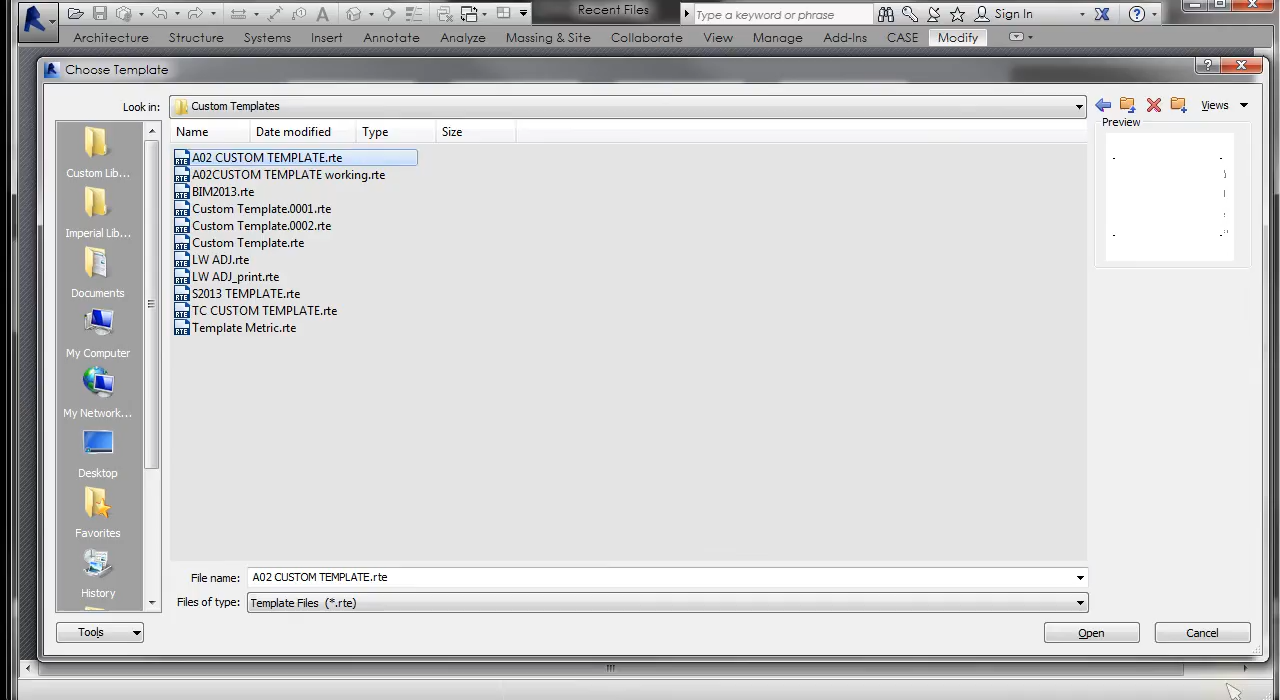 Recent Files
Type a keyword or phrase
Sign In
Architecture Structure Systems Insert Annotate Analyze Massing & Site Collaborate View Manage Add-Ins CASE Modify
Choose Template
Look in: Custom Templates
Views
Name Date modified Type Size
Preview
A02 CUSTOM TEMPLATE.rte
A02CUSTOM TEMPLATE working.rte
BIM2013.rte
Custom Template.0001.rte
Custom Template.0002.rte
Custom Template.rte
LW ADJ.rte
LW ADJ_print.rte
S2013 TEMPLATE.rte
TC CUSTOM TEMPLATE.rte
Template Metric.rte
Custom Lib...
Imperial Lib...
Documents
My Computer
My Network...
Desktop
Favorites
History
File name: A02 CUSTOM TEMPLATE.rte
Files of type: Template Files (*.rte)
Tools
Open
Cancel